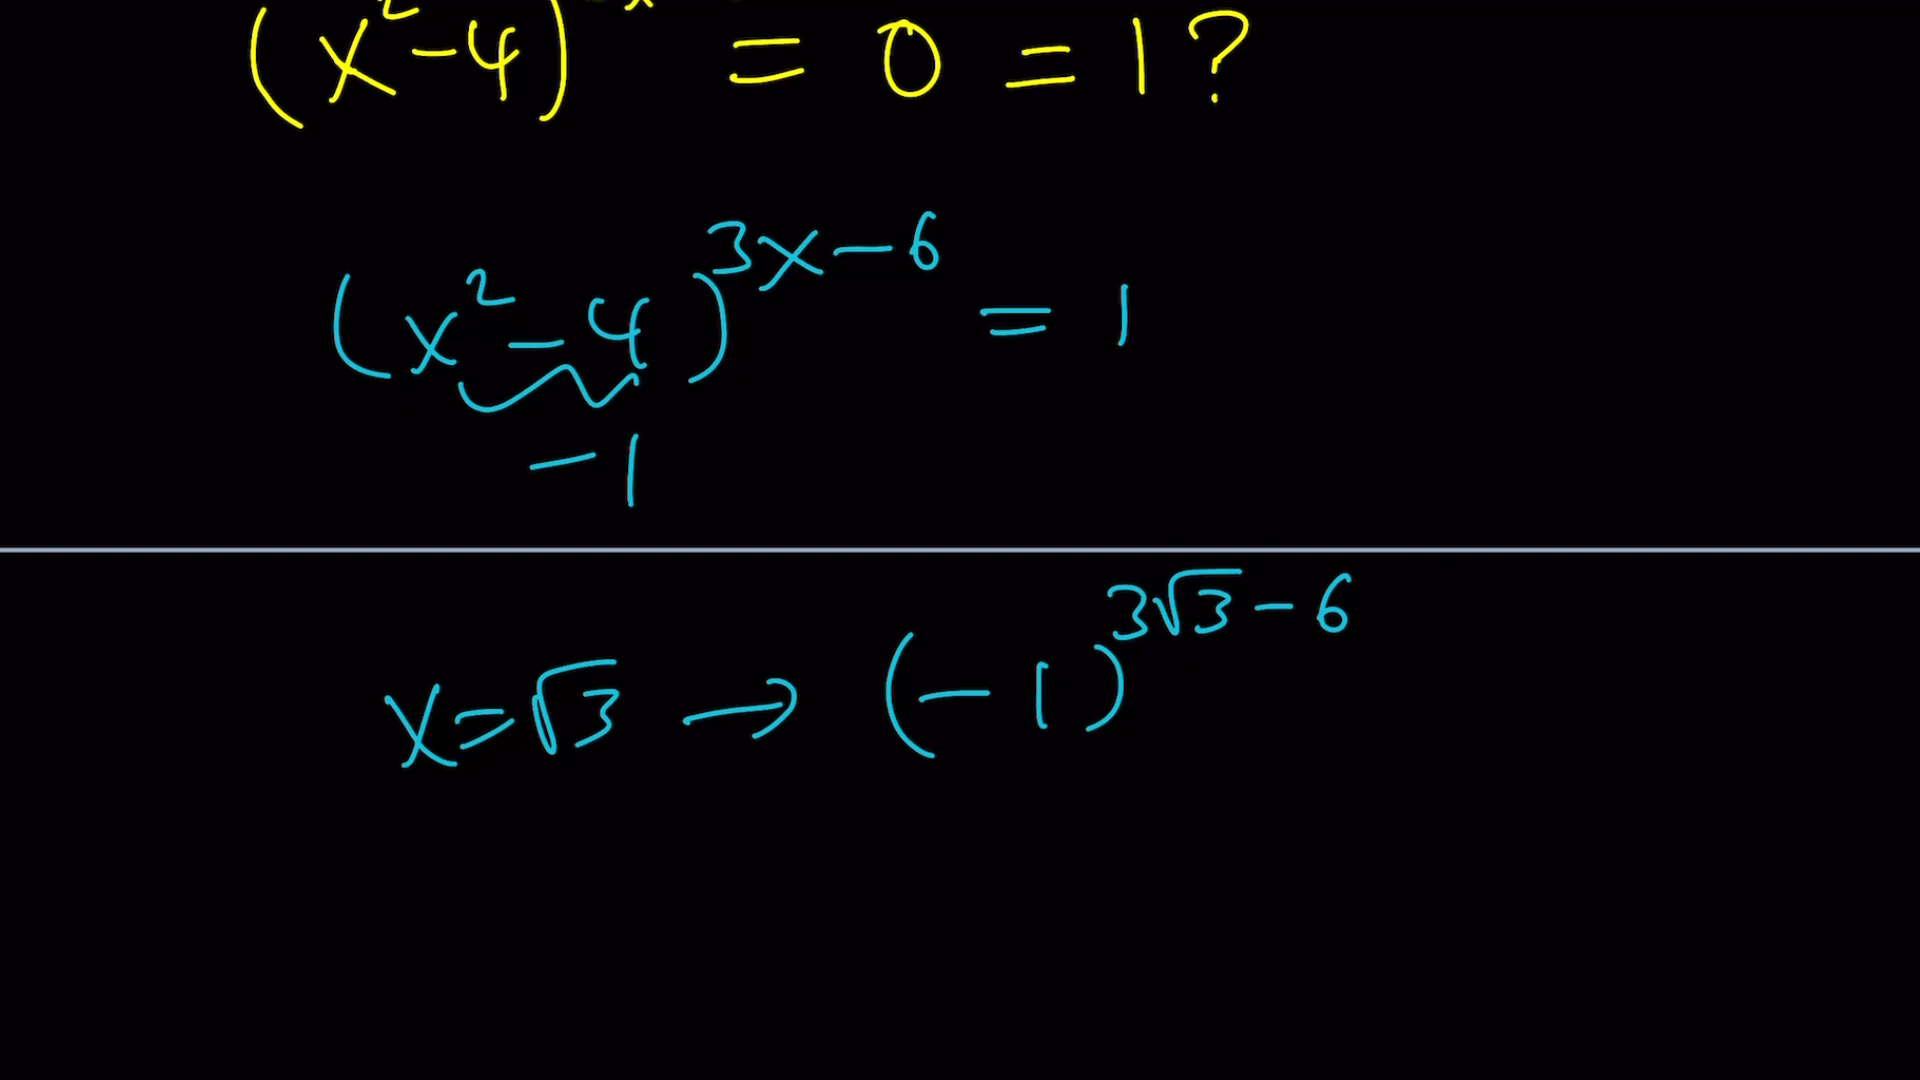 (x²-4) = 0 = 1?
(x²-4)³ˣ⁻⁶ = 1
-1
x=√3 → (-1)^(3√3-6)